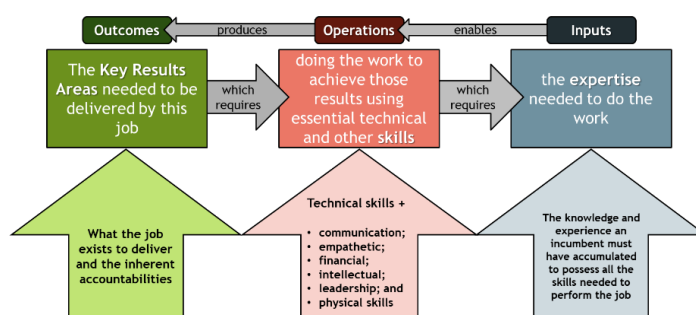 Outcomes
produces
Operations
enables
Inputs
The Key Results
Areas needed to be
delivered by this
job
which
requires
doing the work to
achieve those
results using
essential technical
and other skills
which
requires
the expertise
needed to do the
work
What the job
exists to deliver
and the inherent
accountabilities
Technical skills +
• communication;
• empathetic;
• financial;
• intellectual;
• leadership; and
• physical skills
The knowledge and
experience an
incumbent must
have accumulated
to possess all the
skills needed to
perform the job